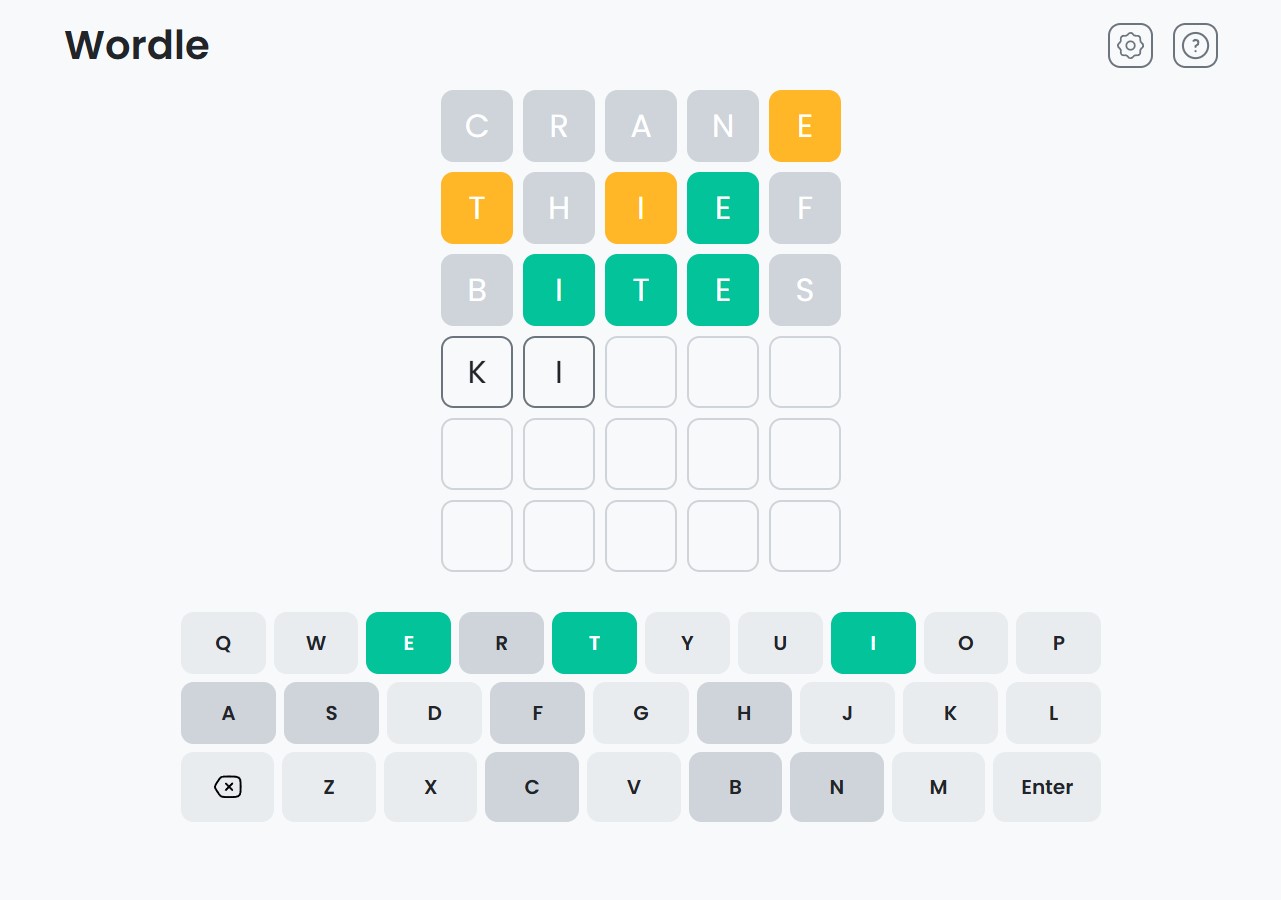 Wordle
C R A N E
T H I E F
B I T E S
K I
Q W E R T Y U I O P
A S D F G H J K L
Z X C V B N M Enter